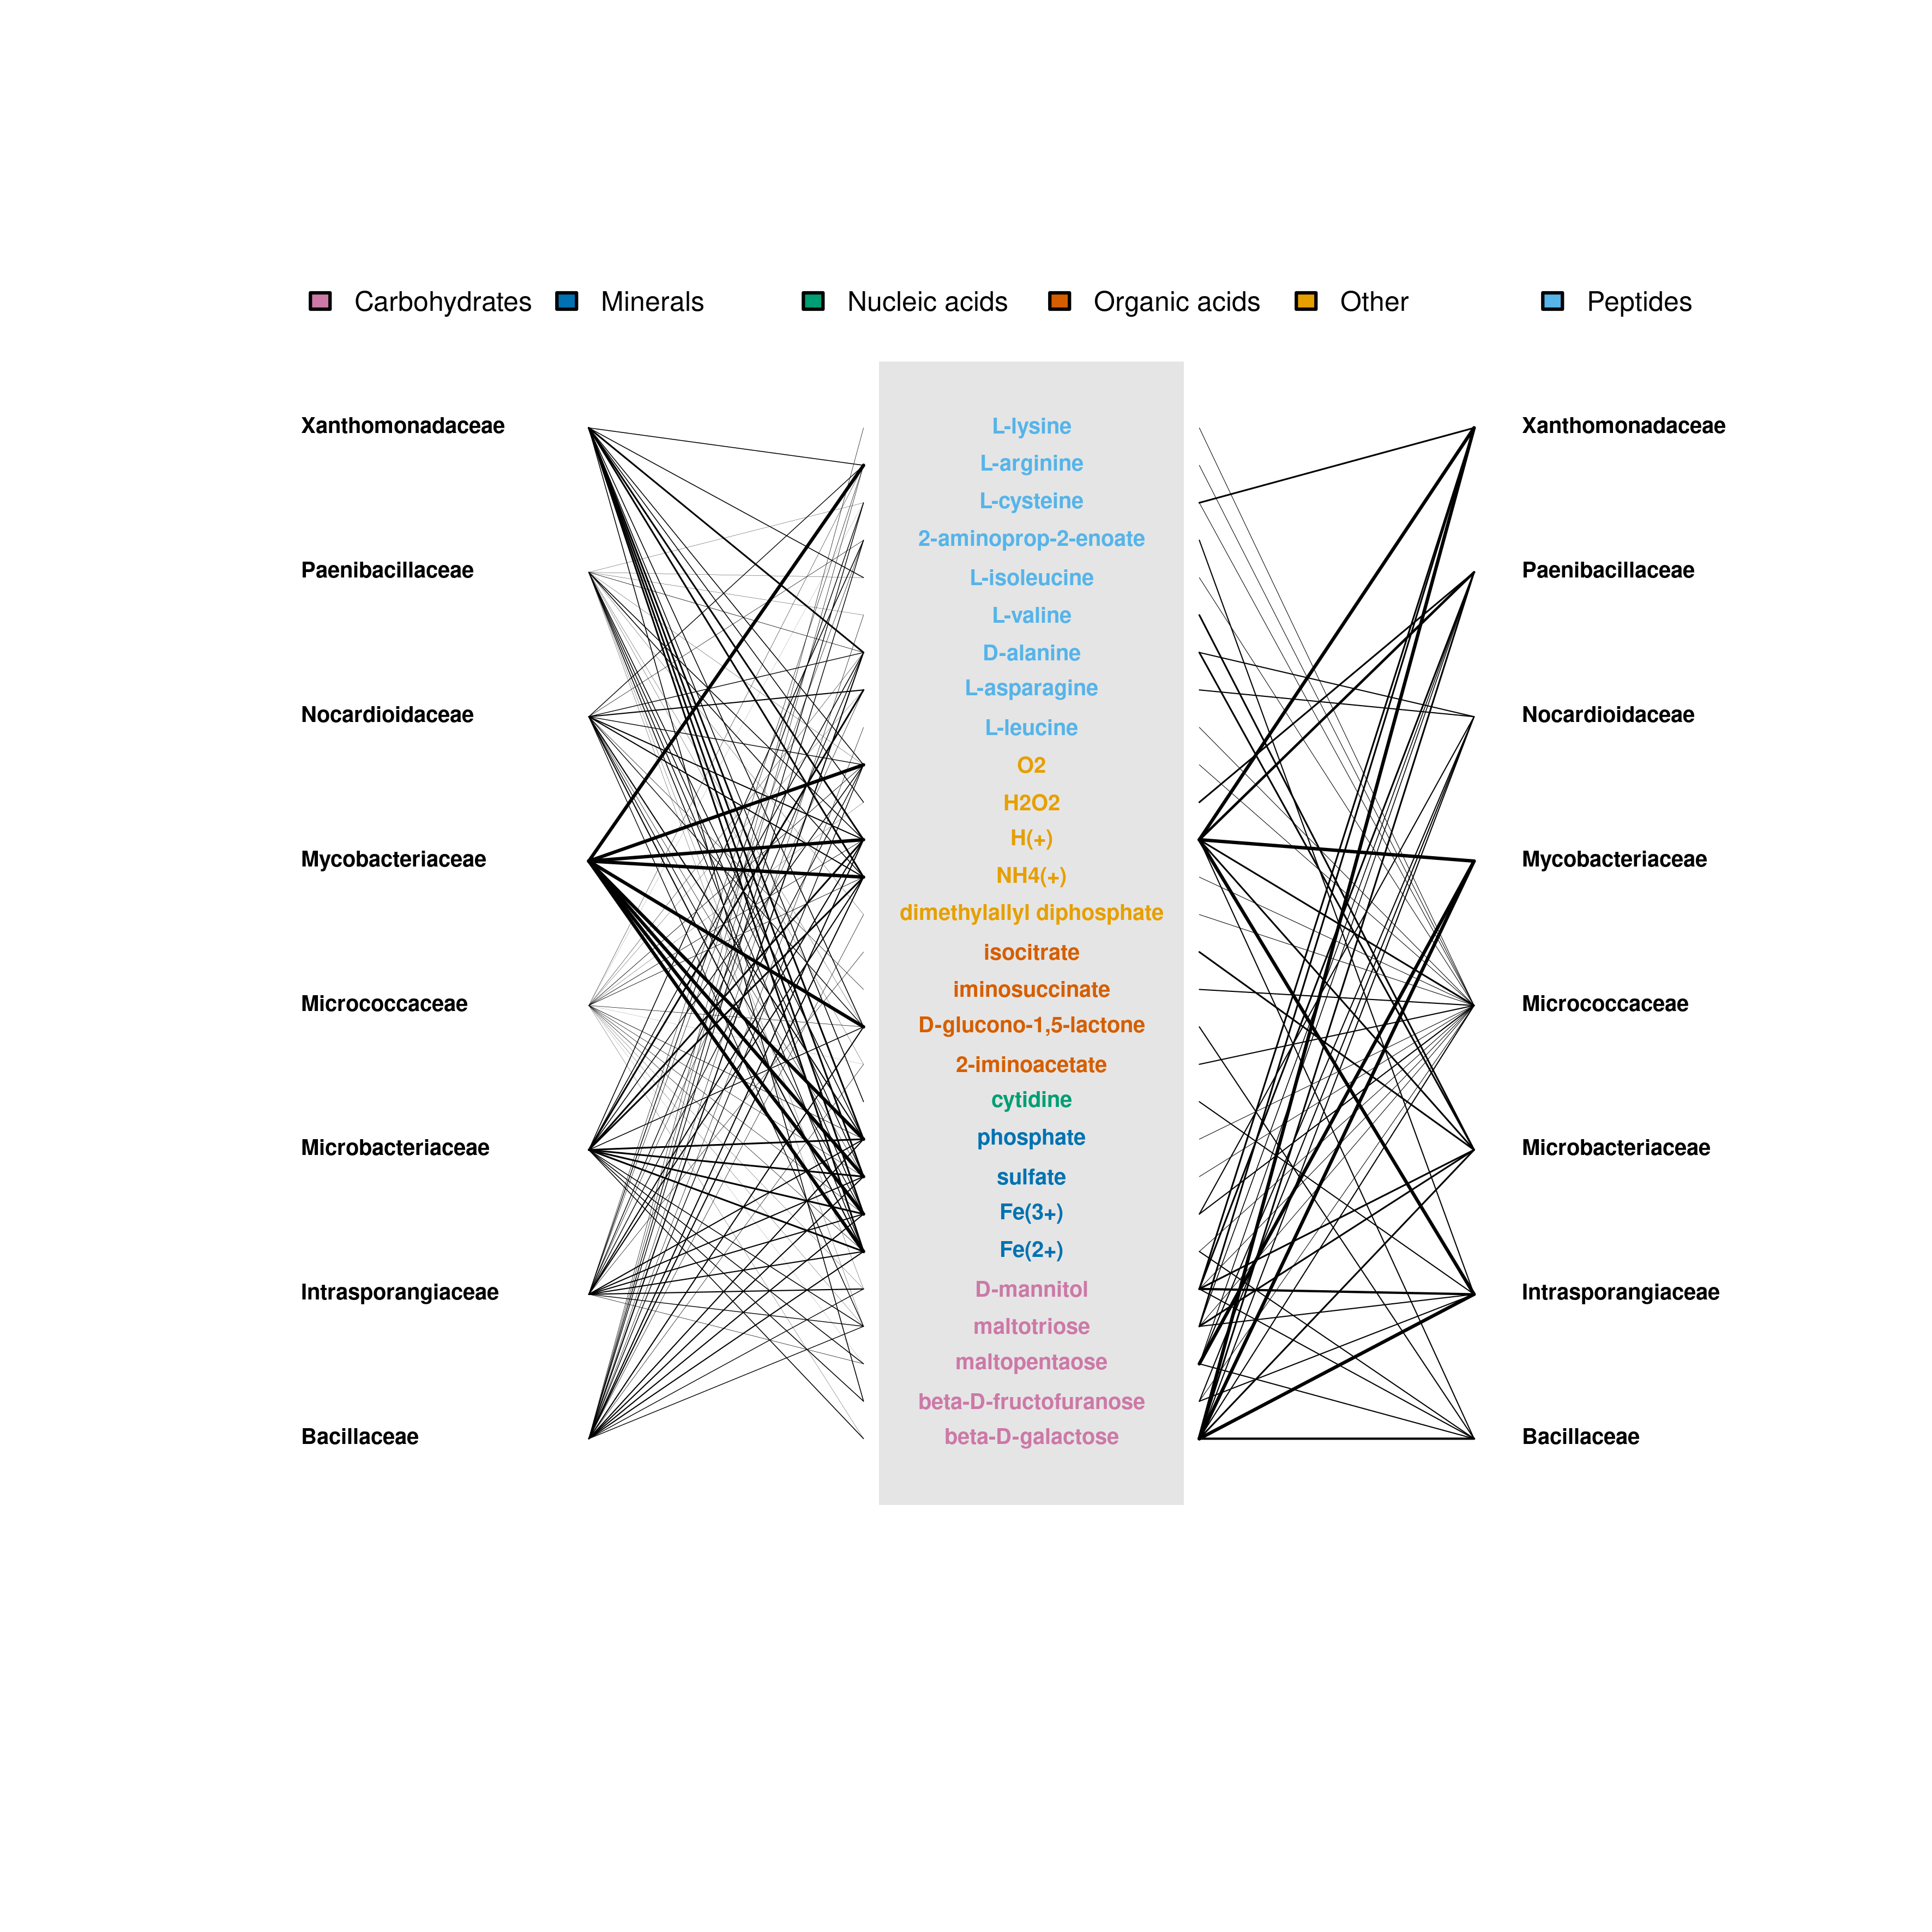 Carbohydrates Minerals Nucleic acids Organic acids Other Peptides
Xanthomonadaceae
Paenibacillaceae
Nocardioidaceae
Mycobacteriaceae
Micrococcaceae
Microbacteriaceae
Intrasporangiaceae
Bacillaceae
L-lysine
L-arginine
L-cysteine
2-aminoprop-2-enoate
L-isoleucine
L-valine
D-alanine
L-asparagine
L-leucine
O2
H2O2
H(+)
NH4(+)
dimethylallyl diphosphate
isocitrate
iminosuccinate
D-glucono-1,5-lactone
2-iminoacetate
cytidine
phosphate
sulfate
Fe(3+)
Fe(2+)
D-mannitol
maltotriose
maltopentaose
beta-D-fructofuranose
beta-D-galactose
Xanthomonadaceae
Paenibacillaceae
Nocardioidaceae
Mycobacteriaceae
Micrococcaceae
Microbacteriaceae
Intrasporangiaceae
Bacillaceae